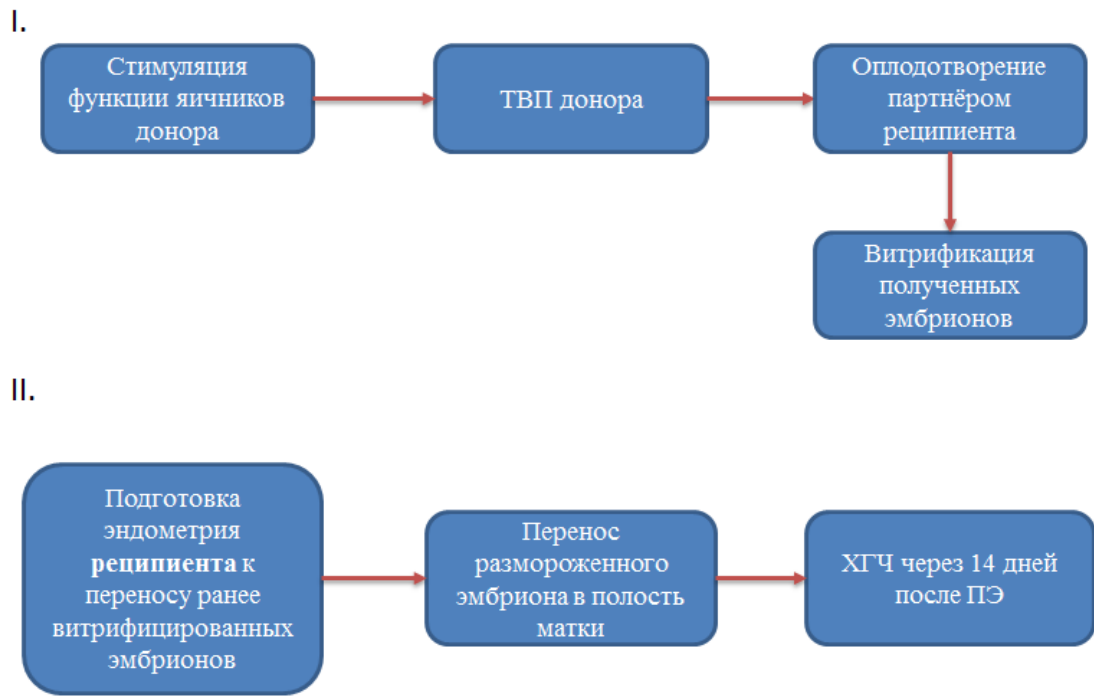 I.
Стимуляция
функции яичников
донора
ТВП донора
Оплодотворение
партнёром
реципиента
Витрификация
полученных
эмбрионов
II.
Подготовка
эндометрия
реципиента к
переносу ранее
витрифицированных
эмбрионов
Перенос
размороженного
эмбриона в полость
матки
ХГЧ через 14 дней
после ПЭ